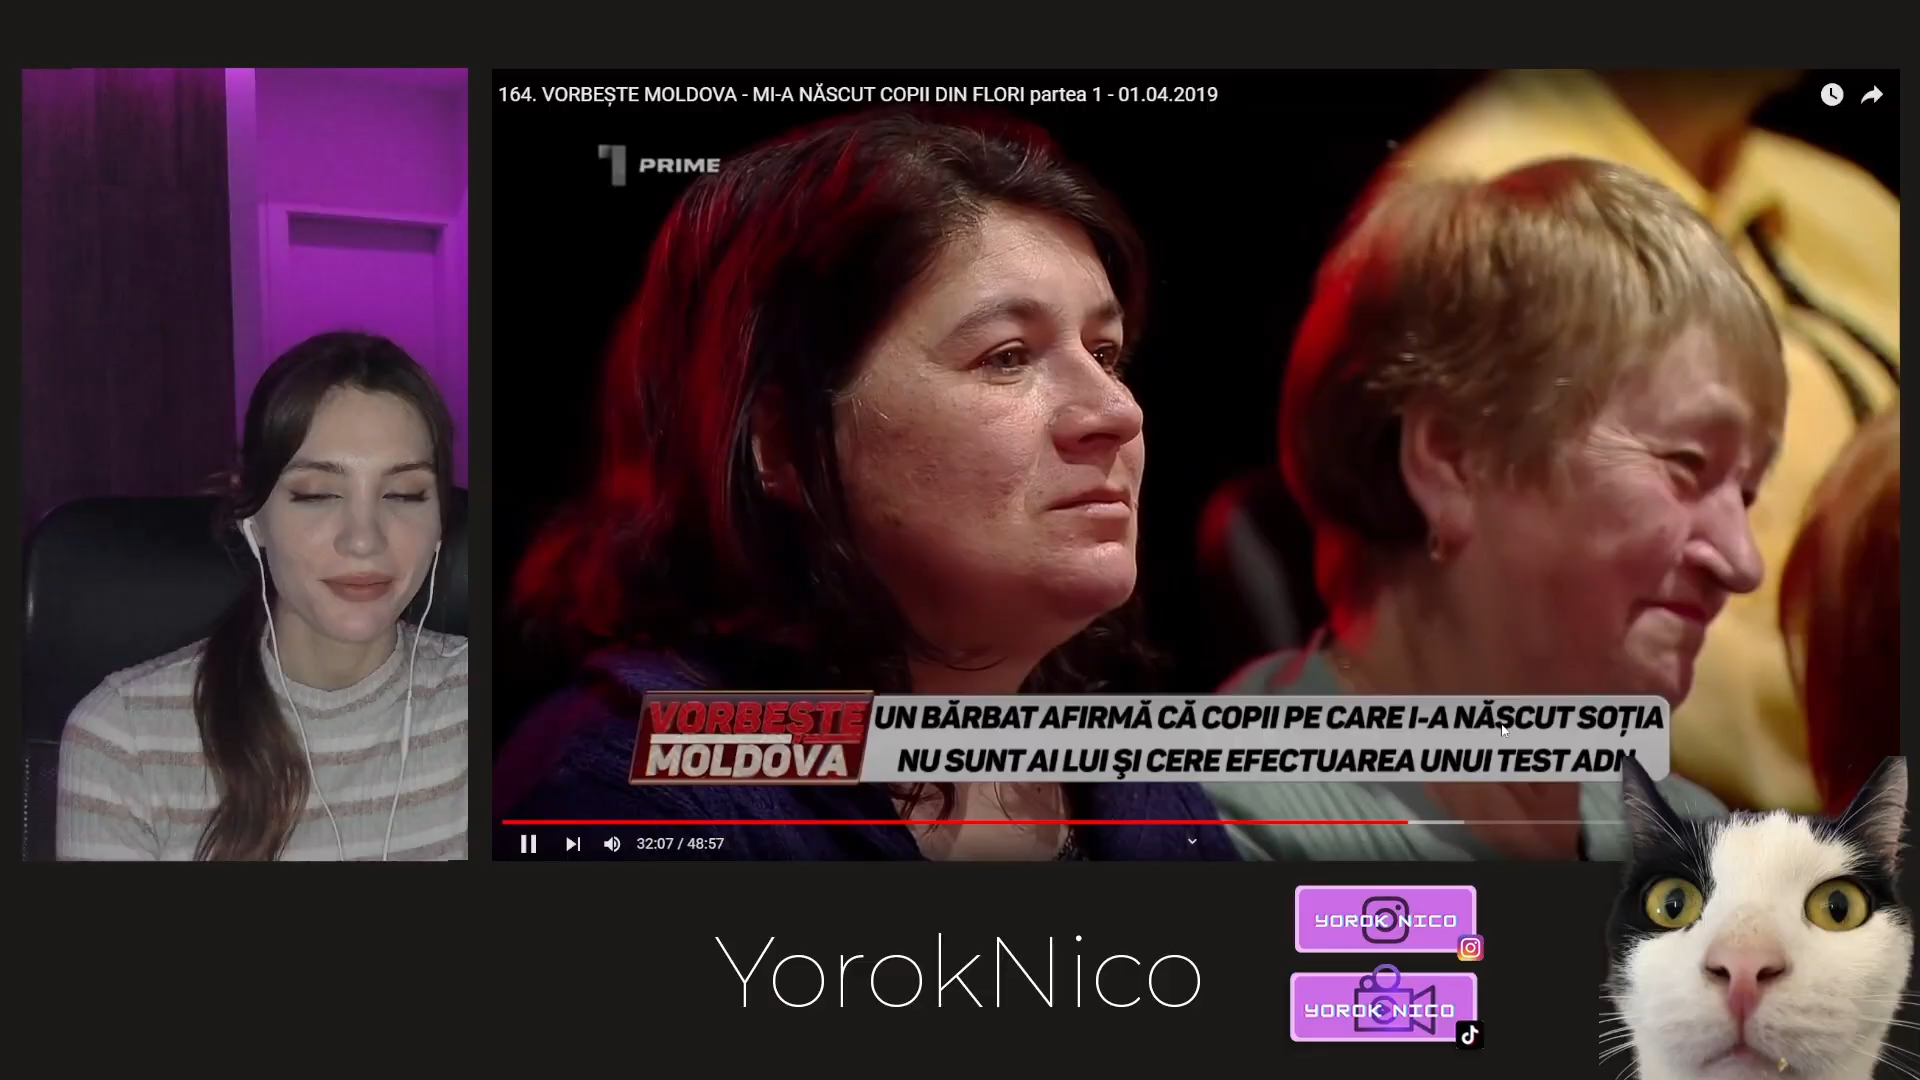 164. VORBEȘTE MOLDOVA - MI-A NĂSCUT COPII DIN FLORI partea 1 - 01.04.2019
1 PRIME
VORBEȘTE
MOLDOVA
UN BĂRBAT AFIRMĂ CĂ COPII PE CARE I-A NĂSCUT SOȚIA
NU SUNT AI LUI ŞI CERE EFECTUAREA UNUI TEST ADN
32:07 / 48:57
YorokNico
YOROK NICO
YOROK NICO